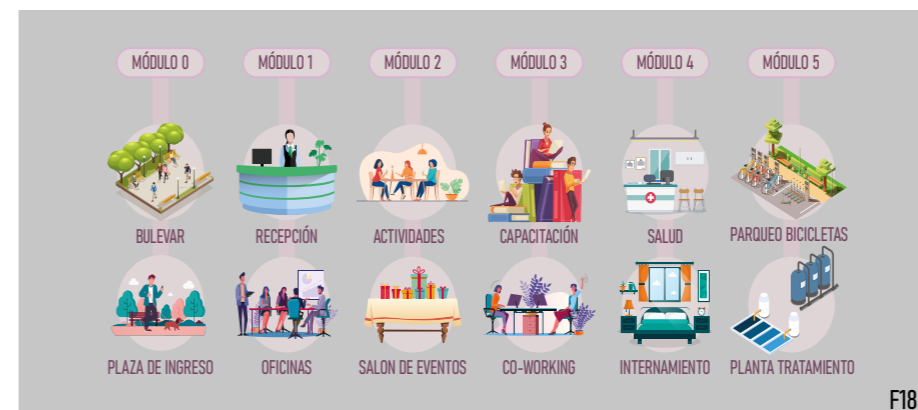 MÓDULO 0 MÓDULO 1 MÓDULO 2 MÓDULO 3 MÓDULO 4 MÓDULO 5
BULEVAR RECEPCIÓN ACTIVIDADES CAPACITACIÓN SALUD PARQUEO BICICLETAS
PLAZA DE INGRESO OFICINAS SALON DE EVENTOS CO-WORKING INTERNAMIENTO PLANTA TRATAMIENTO
F18